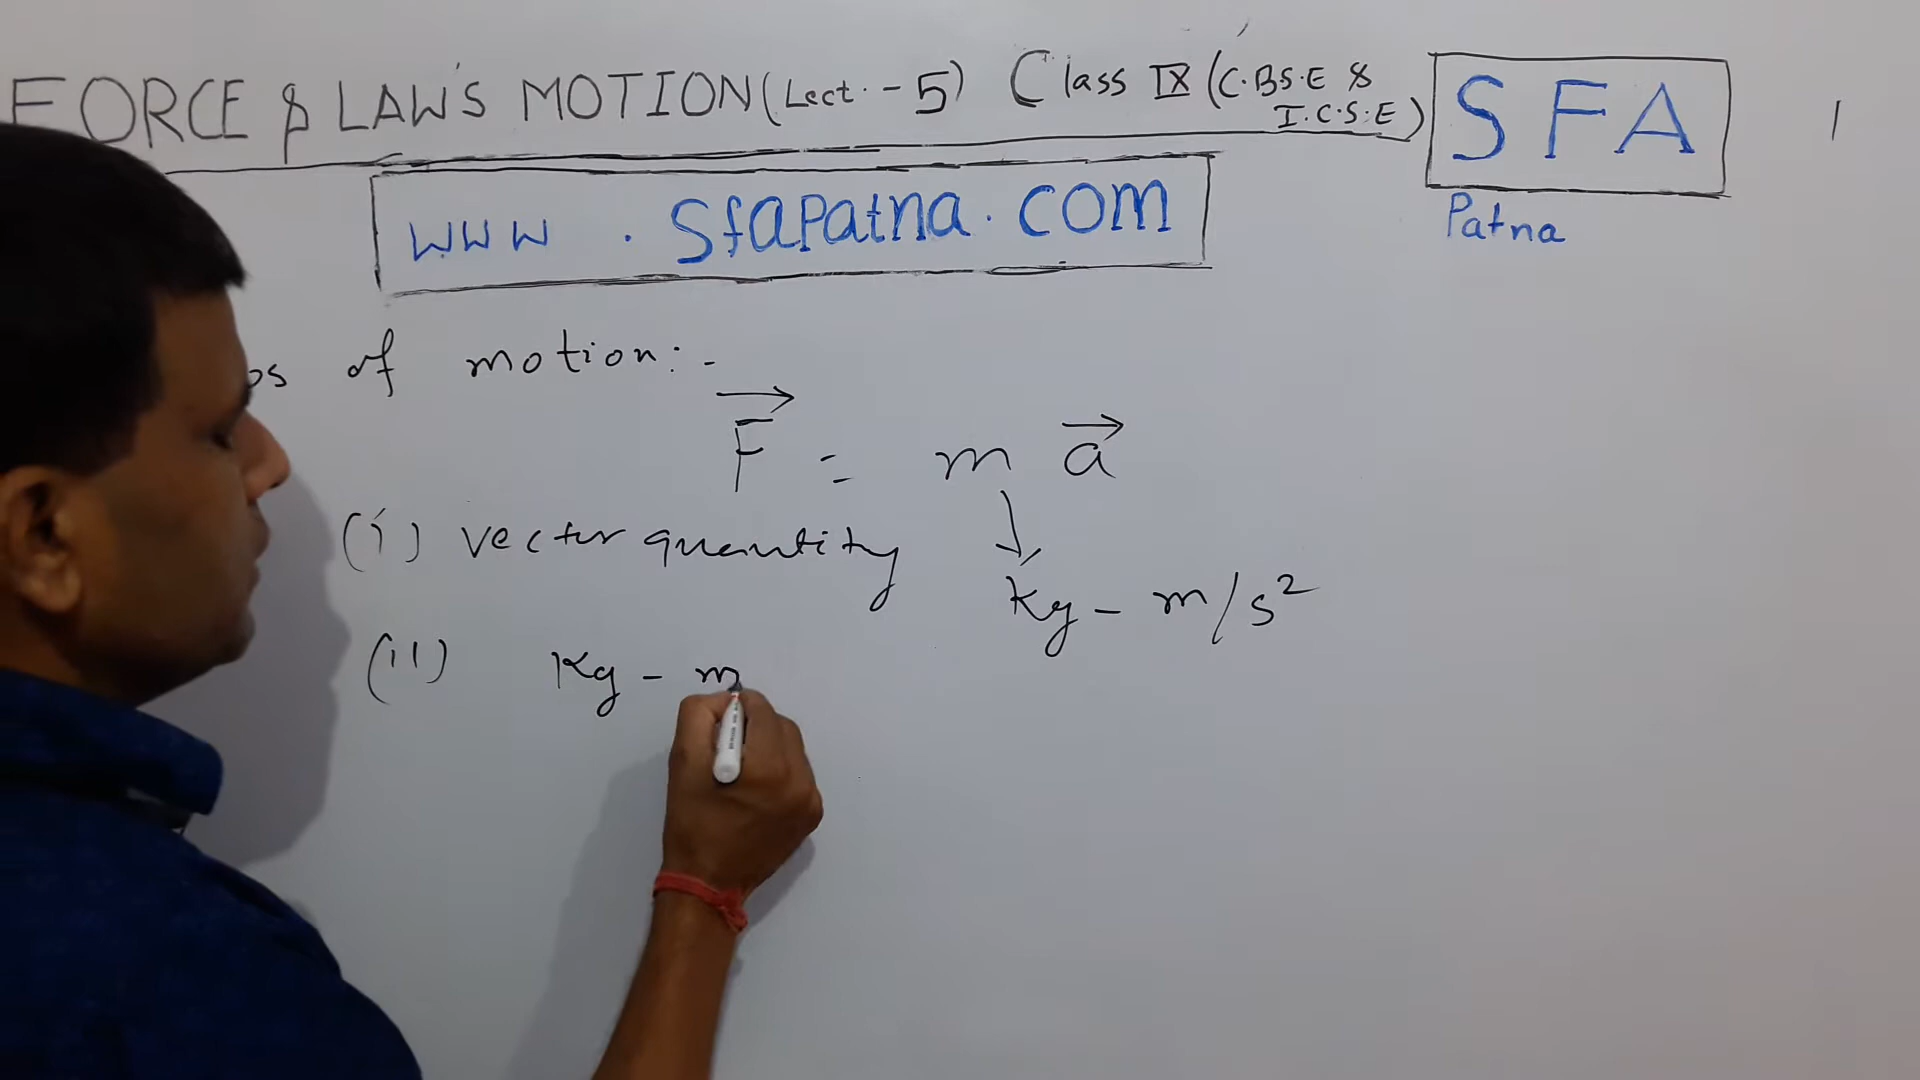 FORCE & LAW'S MOTION (Lect. - 5) Class IX (C.B.S.E & I.C.S.E)
SFA
Patna
1
www.sfapatna.com
of motion:-
F = m a
(i) vector quantity
kg - m/s²
(ii) Kg - m